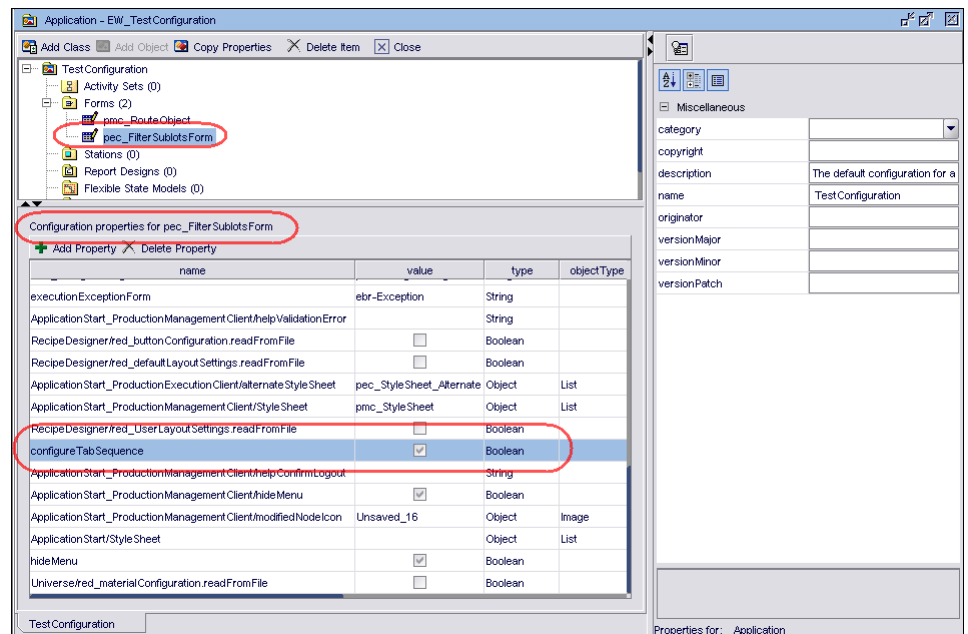 Application - EW_TestConfiguration
Add Class Add Object Copy Properties Delete Item Close
TestConfiguration
Activity Sets (0)
Forms (2)
pmc_RouteObject
pec_FilterSublotsForm
Stations (0)
Report Designs (0)
Flexible State Models (0)
Configuration properties for pec_FilterSublotsForm
Add Property Delete Property
name value type objectType
executionExceptionForm ebr-Exception String
ApplicationStart_ProductionManagementClient/helpValidationError String
RecipeDesigner/red_buttonConfiguration.readFromFile Boolean
RecipeDesigner/red_defaultLayoutSettings.readFromFile Boolean
ApplicationStart_ProductionExecutionClient/alternateStyleSheet pec_StyleSheet_Alternate Object List
ApplicationStart_ProductionManagementClient/StyleSheet pmc_StyleSheet Object List
RecipeDesigner/red_UserLayoutSettings.readFromFile Boolean
configureTabSequence Boolean
ApplicationStart_ProductionManagementClient/helpConfirmLogout String
ApplicationStart_ProductionManagementClient/hideMenu Boolean
ApplicationStart_ProductionManagementClient/modifiedNodeIcon Unsaved_16 Object Image
ApplicationStart/StyleSheet Object List
hideMenu Boolean
Universe/red_materialConfiguration.readFromFile Boolean
TestConfiguration
Miscellaneous
category
copyright
description The default configuration for a
name TestConfiguration
originator
versionMajor
versionMinor
versionPatch
Properties for: Application